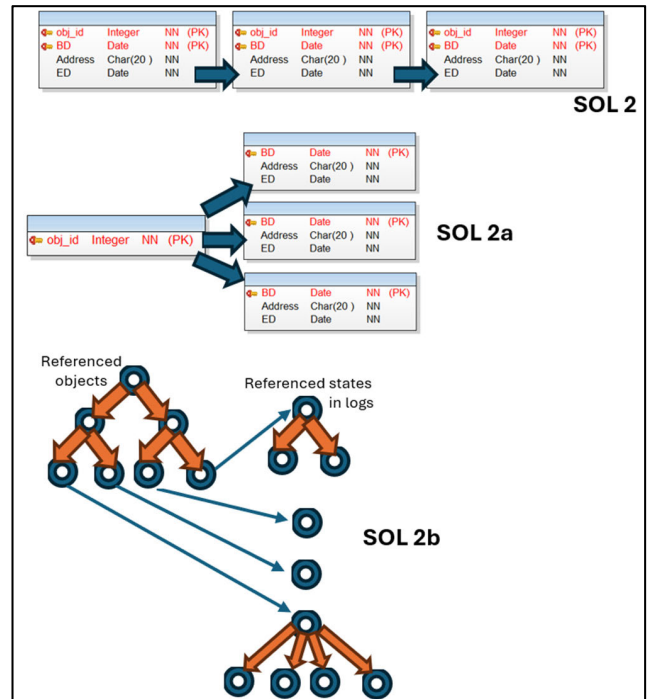 obj_id Integer NN (PK)
BD Date NN (PK)
Address Char(20 ) NN
ED Date NN
obj_id Integer NN (PK)
BD Date NN (PK)
Address Char(20 ) NN
ED Date NN
obj_id Integer NN (PK)
BD Date NN (PK)
Address Char(20 ) NN
ED Date NN
SOL 2
BD Date NN (PK)
Address Char(20 ) NN
ED Date NN
obj_id Integer NN (PK)
BD Date NN (PK)
Address Char(20 ) NN
ED Date NN
SOL 2a
BD Date NN (PK)
Address Char(20 ) NN
ED Date NN
Referenced
objects
Referenced states
in logs
SOL 2b